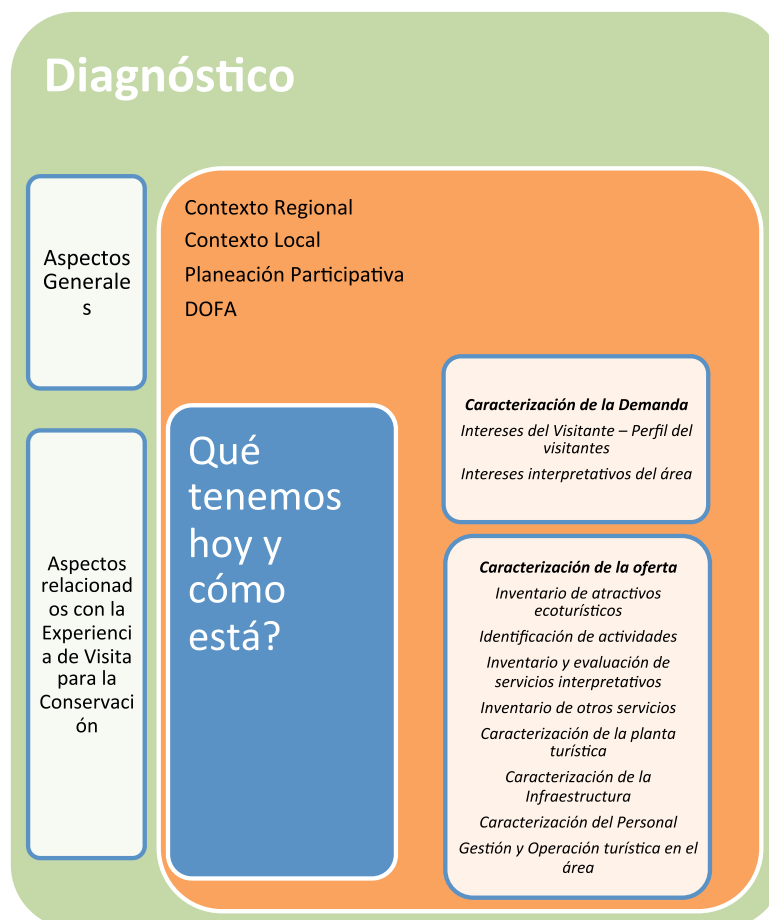 Diagnóstico
Aspectos
Generale
s
Contexto Regional
Contexto Local
Planeación Participativa
DOFA
Aspectos
relacionad
os con la
Experienci
a de Visita
para la
Conservaci
ón
Qué
tenemos
hoy y
cómo
está?
Caracterización de la Demanda
Intereses del Visitante – Perfil del
visitantes
Intereses interpretativos del área
Caracterización de la oferta
Inventario de atractivos
ecoturísticos
Identificación de actividades
Inventario y evaluación de
servicios interpretativos
Inventario de otros servicios
Caracterización de la planta
turística
Caracterización de la
Infraestructura
Caracterización del Personal
Gestión y Operación turística en el
área